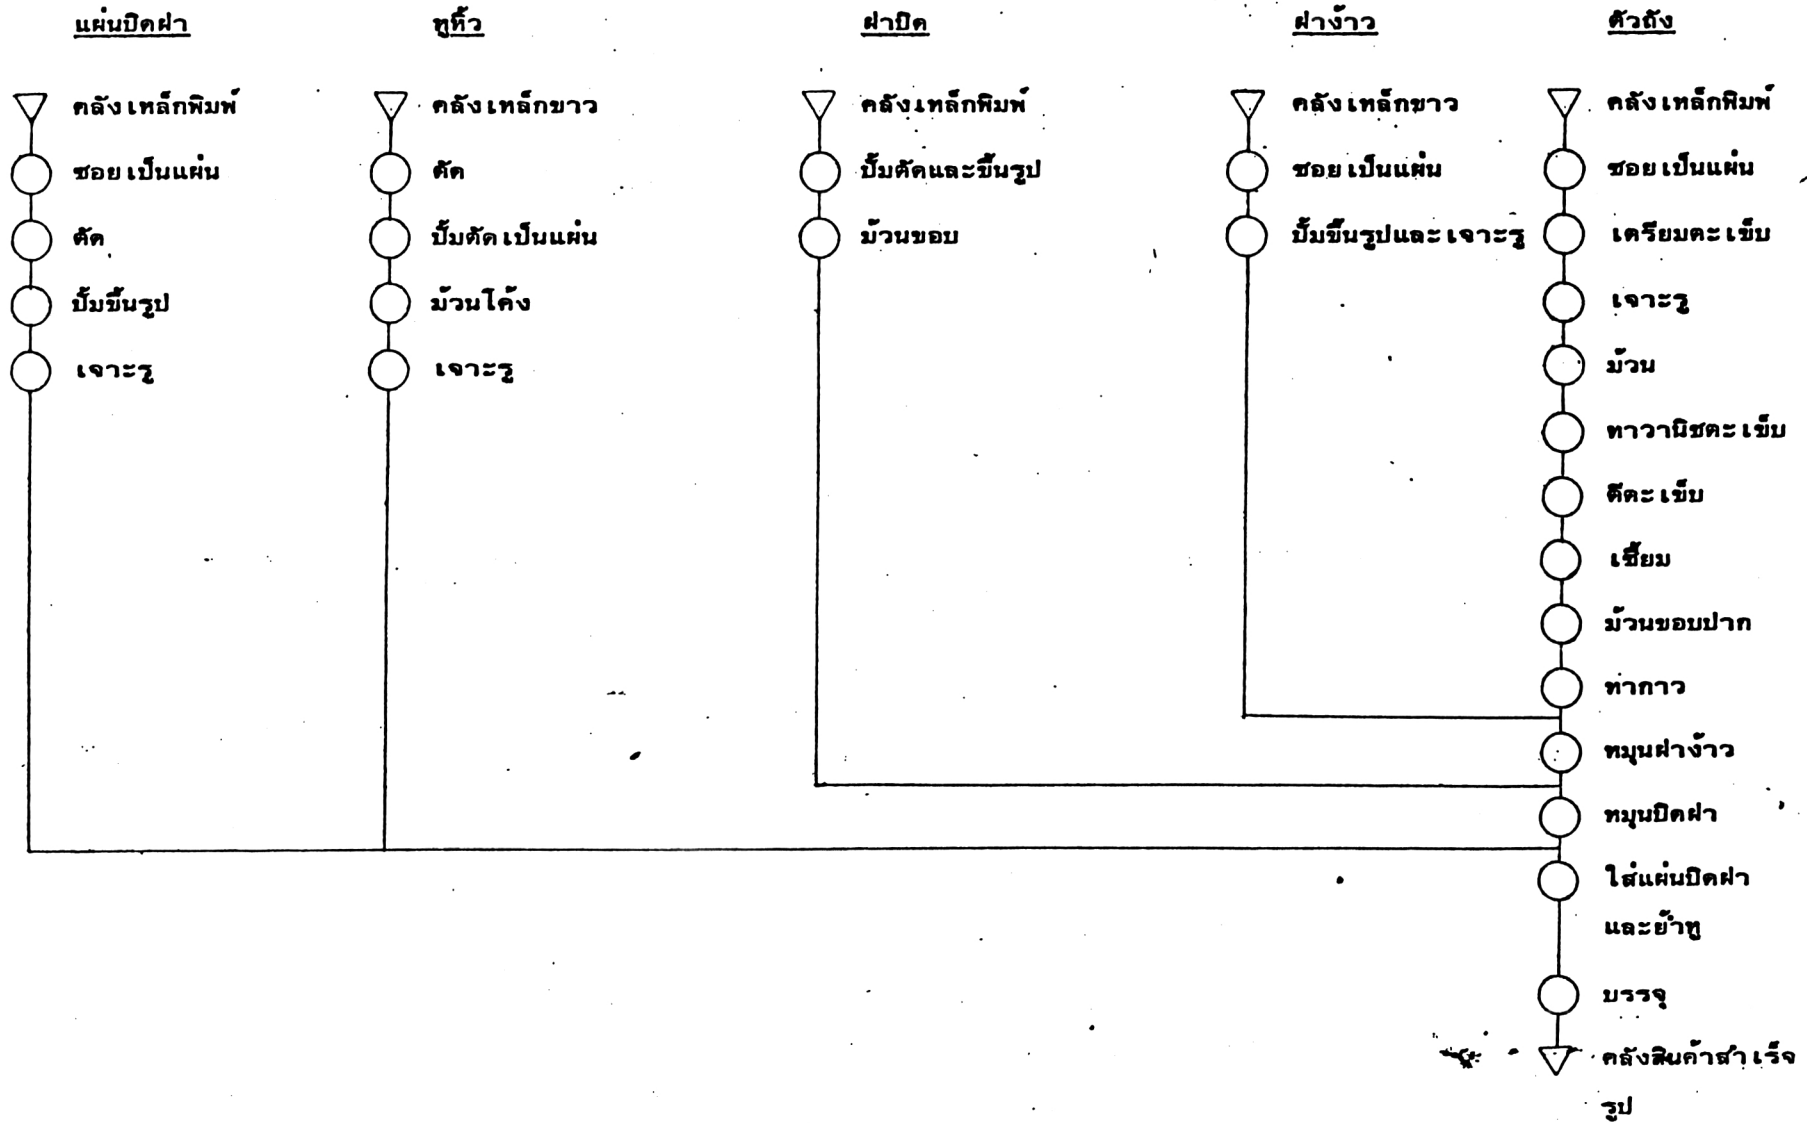 แผ่นปิดฝา
หูหิ้ว
ฝาปิด
ฝาง้าว
ตัวถัง
คลังเหล็กพิมพ์
คลังเหล็กขาว
คลังเหล็กพิมพ์
คลังเหล็กขาว
คลังเหล็กพิมพ์
ซอยเป็นแผ่น
ตัด
ปั้มตัดและขึ้นรูป
ซอยเป็นแผ่น
ซอยเป็นแผ่น
ตัด
ปั้มตัดเป็นแผ่น
ม้วนขอบ
ปั้มขึ้นรูปและเจาะรู
เตรียมตะเข็บ
ปั้มขึ้นรูป
ม้วนโค้ง
เจาะรู
เจาะรู
เจาะรู
ม้วน
ทาวานิชตะเข็บ
ตีตะเข็บ
เชื่ยม
ม้วนขอบปาก
ทำกาว
หมุนฝาง้าว
หมุนปิดฝา
ใส่แผ่นปิดฝา
และย้ำหู
บรรจุ
คลังสินค้าสำเร็จ
รูป